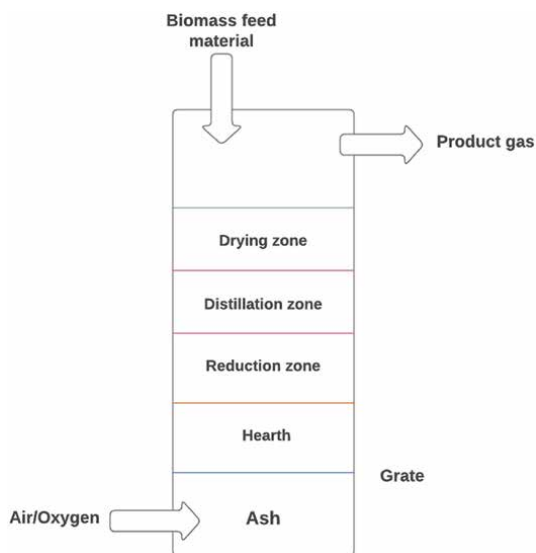 Biomass feed
material
Product gas
Drying zone
Distillation zone
Reduction zone
Hearth
Grate
Air/Oxygen
Ash